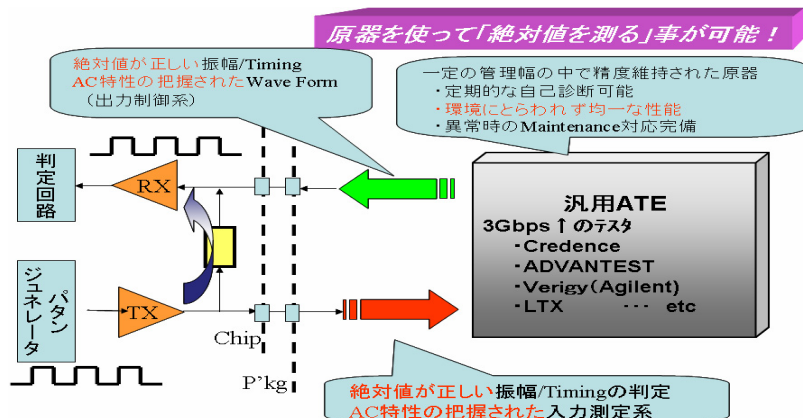 原器を使って「絶対値を測る」事が可能！
絶対値が正しい振幅/Timing
AC特性の把握されたWave Form
（出力制御系）
一定の管理幅の中で精度維持された原器
・定期的な自己診断可能
・環境にとらわれず均一な性能
・異常時のMaintenance対応完備
判定回路
RX
汎用ATE
3Gbps↑のテスタ
・Credence
・ADVANTEST
・Verigy(Agilent)
・LTX … etc
パタン
ジュネレータ
TX
Chip
P'kg
絶対値が正しい振幅/Timingの判定
AC特性の把握された入力測定系